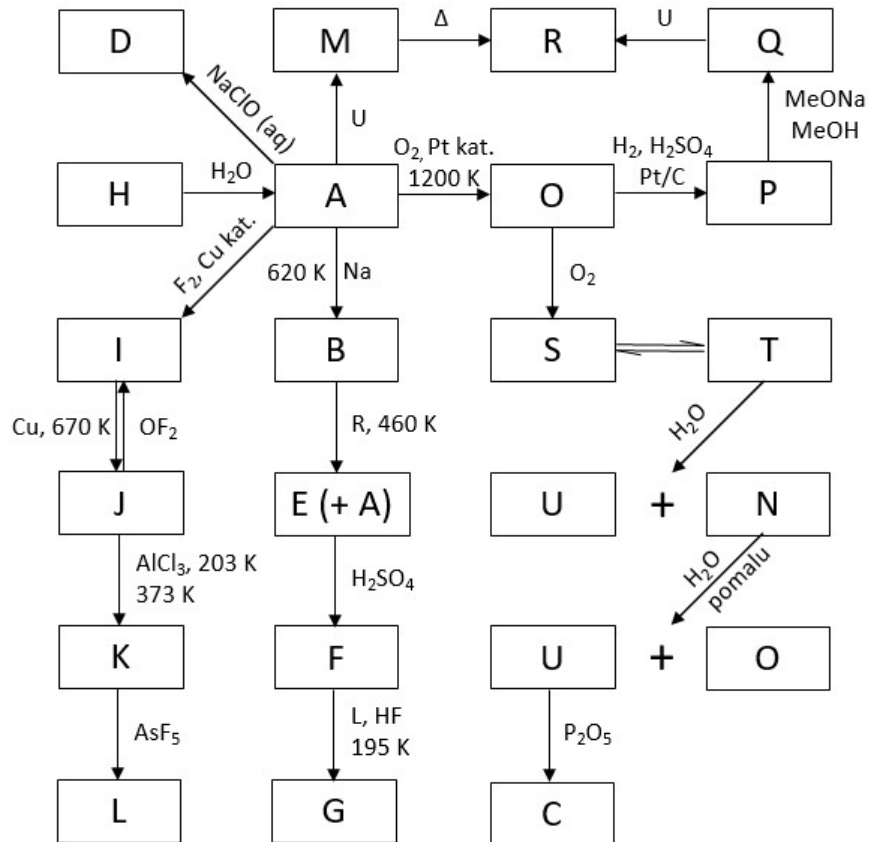 D M Δ R U Q
NaClO (aq)
U
MeONa
MeOH
O₂, Pt kat.
1200 K
H₂, H₂SO₄
Pt/C
H H₂O A O P
F₂, Cu kat.
620 K Na
O₂
I B S T
Cu, 670 K OF₂
R, 460 K
H₂O
J E (+ A) U + N
AlCl₃, 203 K
373 K
H₂SO₄
H₂O
pomalu
K F U + O
AsF₅
L, HF
195 K
P₂O₅
L G C